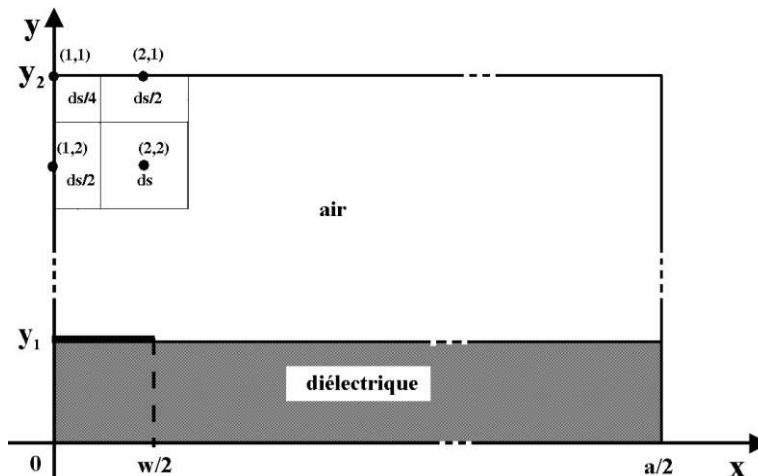 y
(1,1) (2,1)
y2
ds/4 ds/2
(1,2) (2,2)
ds/2 ds
air
y1
diélectrique
0 w/2 a/2 x